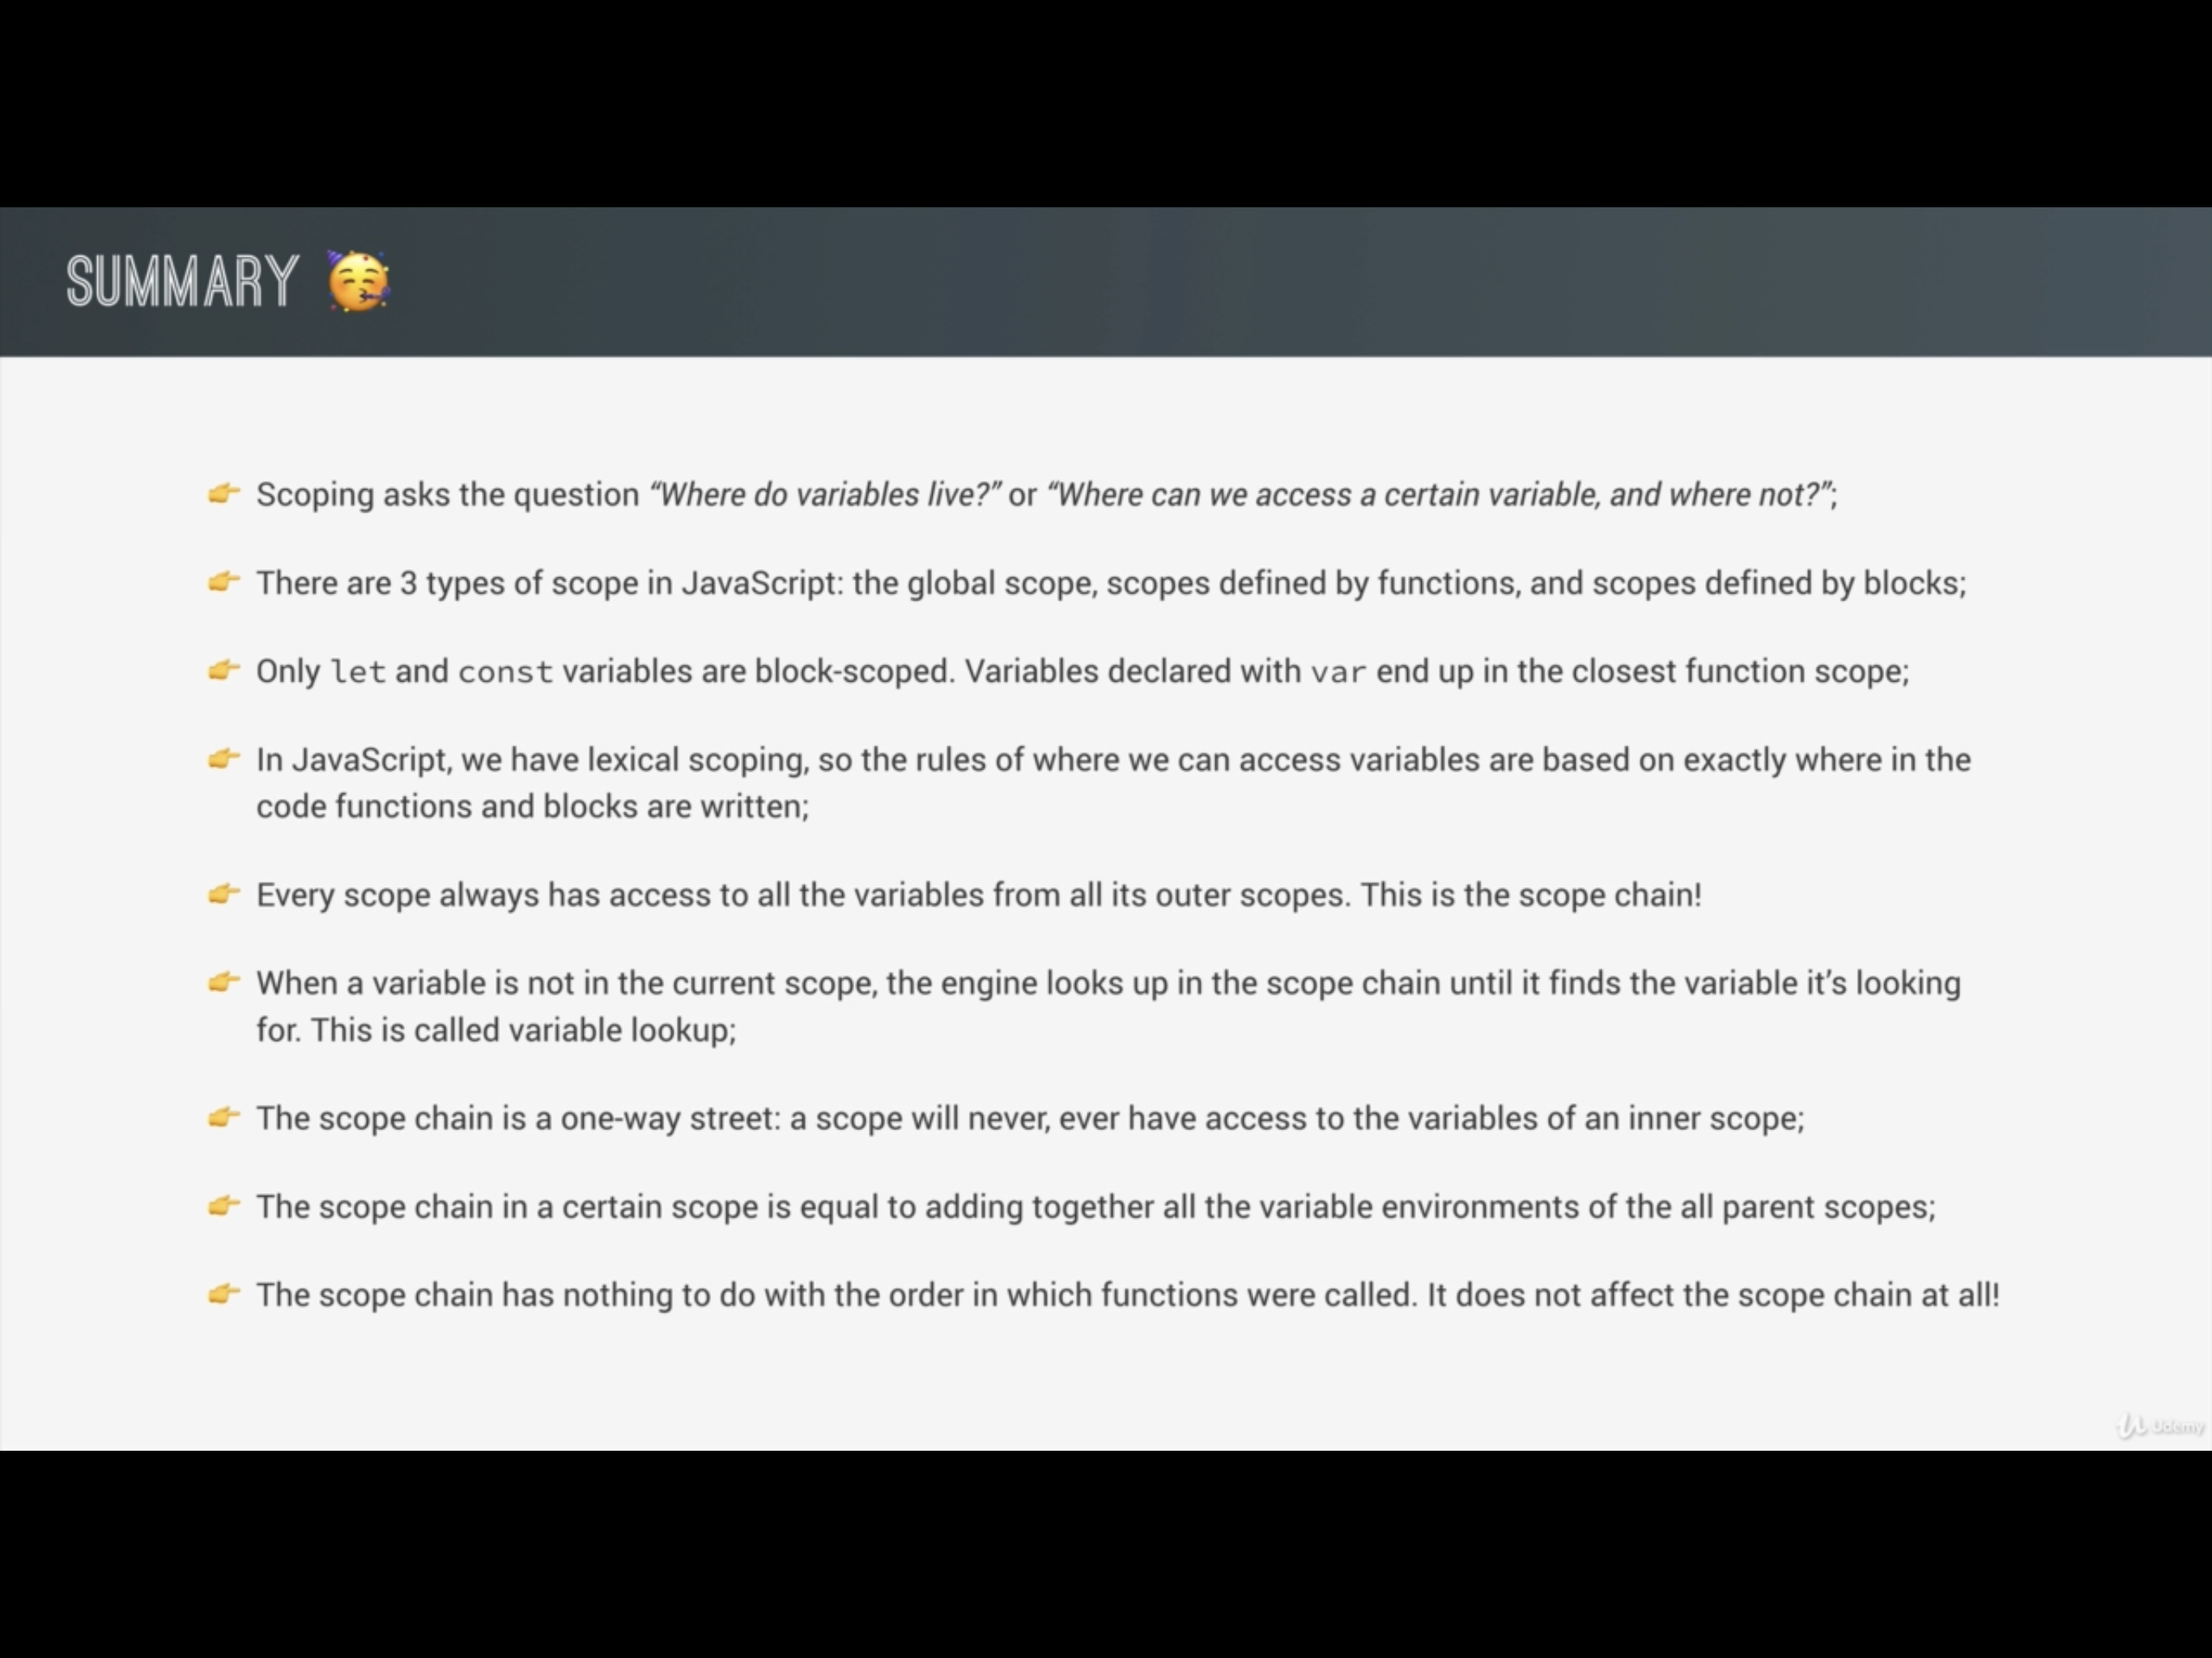 SUMMARY 🥳
👉 Scoping asks the question “Where do variables live?” or “Where can we access a certain variable, and where not?”;
👉 There are 3 types of scope in JavaScript: the global scope, scopes defined by functions, and scopes defined by blocks;
👉 Only let and const variables are block-scoped. Variables declared with var end up in the closest function scope;
👉 In JavaScript, we have lexical scoping, so the rules of where we can access variables are based on exactly where in the
code functions and blocks are written;
👉 Every scope always has access to all the variables from all its outer scopes. This is the scope chain!
👉 When a variable is not in the current scope, the engine looks up in the scope chain until it finds the variable it’s looking
for. This is called variable lookup;
👉 The scope chain is a one-way street: a scope will never, ever have access to the variables of an inner scope;
👉 The scope chain in a certain scope is equal to adding together all the variable environments of the all parent scopes;
👉 The scope chain has nothing to do with the order in which functions were called. It does not affect the scope chain at all!
Udemy